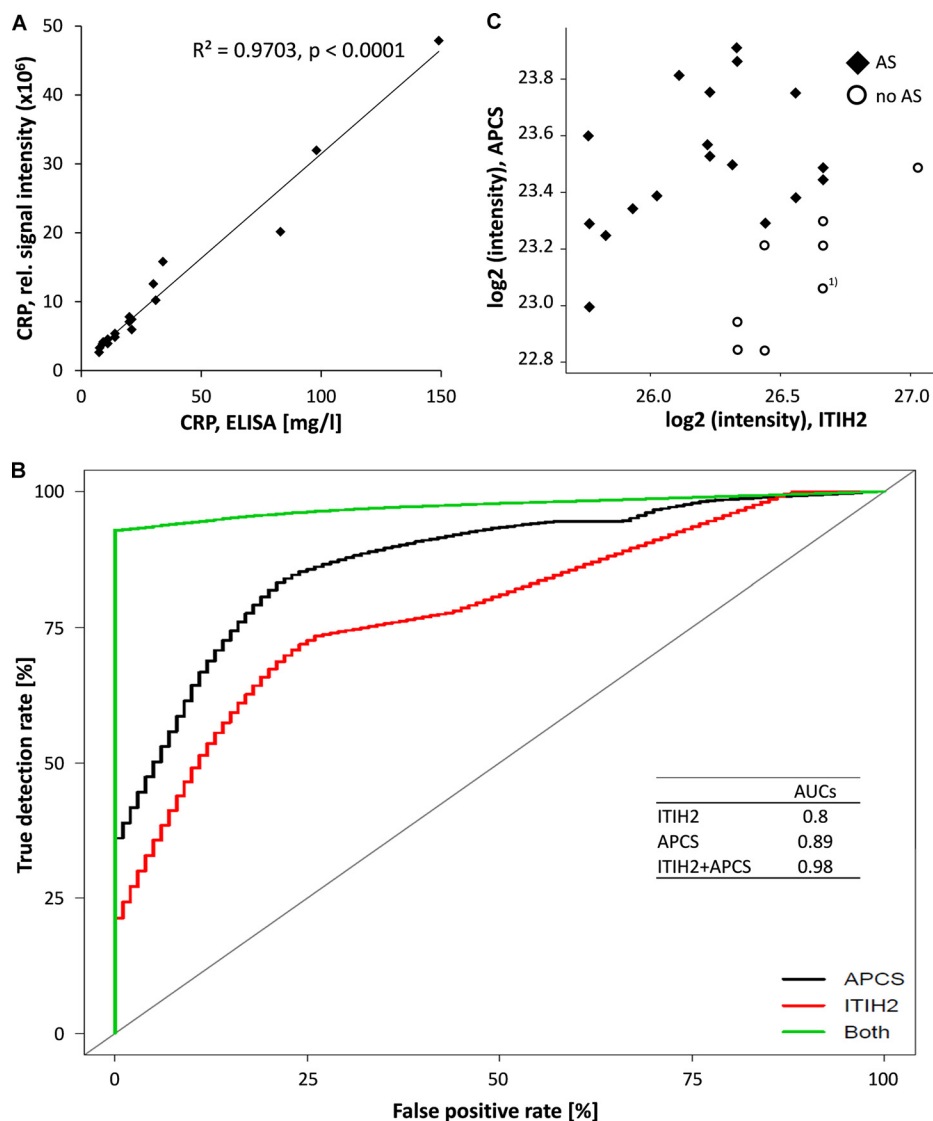 A
50
40
30
20
10
0
R² = 0.9703, p < 0.0001
CRP, rel. signal intensity (x10⁶)
0
50
100
150
CRP, ELISA [mg/l]
C
23.8
23.6
23.4
23.2
23.0
22.8
log2 (intensity), APCS
AS
no AS
1)
26.0
26.5
27.0
log2 (intensity), ITIH2
B
100
75
50
25
0
True detection rate [%]
AUCs
ITIH2 0.8
APCS 0.89
ITIH2+APCS 0.98
APCS
ITIH2
Both
0
25
50
75
100
False positive rate [%]